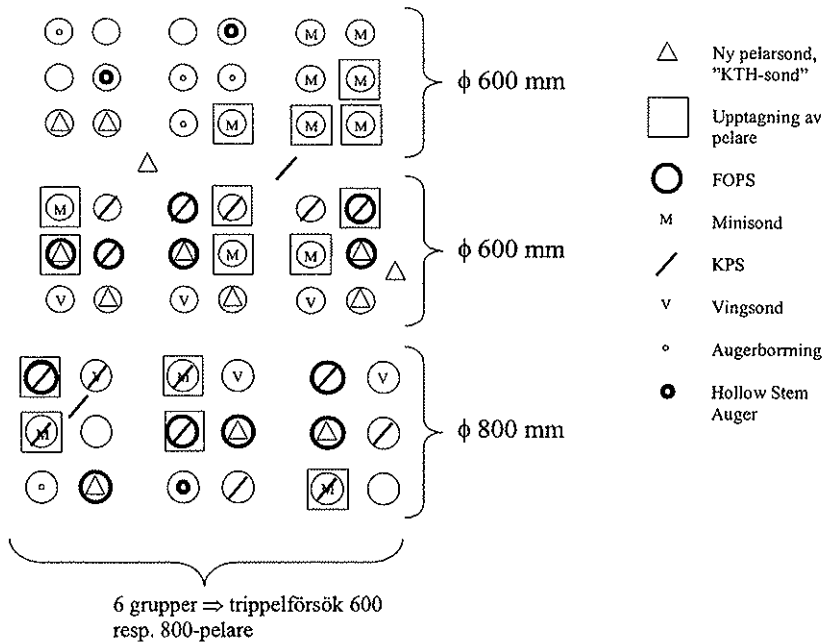 M M
φ 600 mm
M M
M M M
M
φ 600 mm
M M
V V V
V M V V
φ 800 mm
M
M
6 grupper ⇒ trippelförsök 600
resp. 800-pelare
Ny pelarsond,
"KTH-sond"
Upptagning av
pelare
FOPS
M Minisond
KPS
V Vingsond
Augerborrning
Hollow Stem
Auger